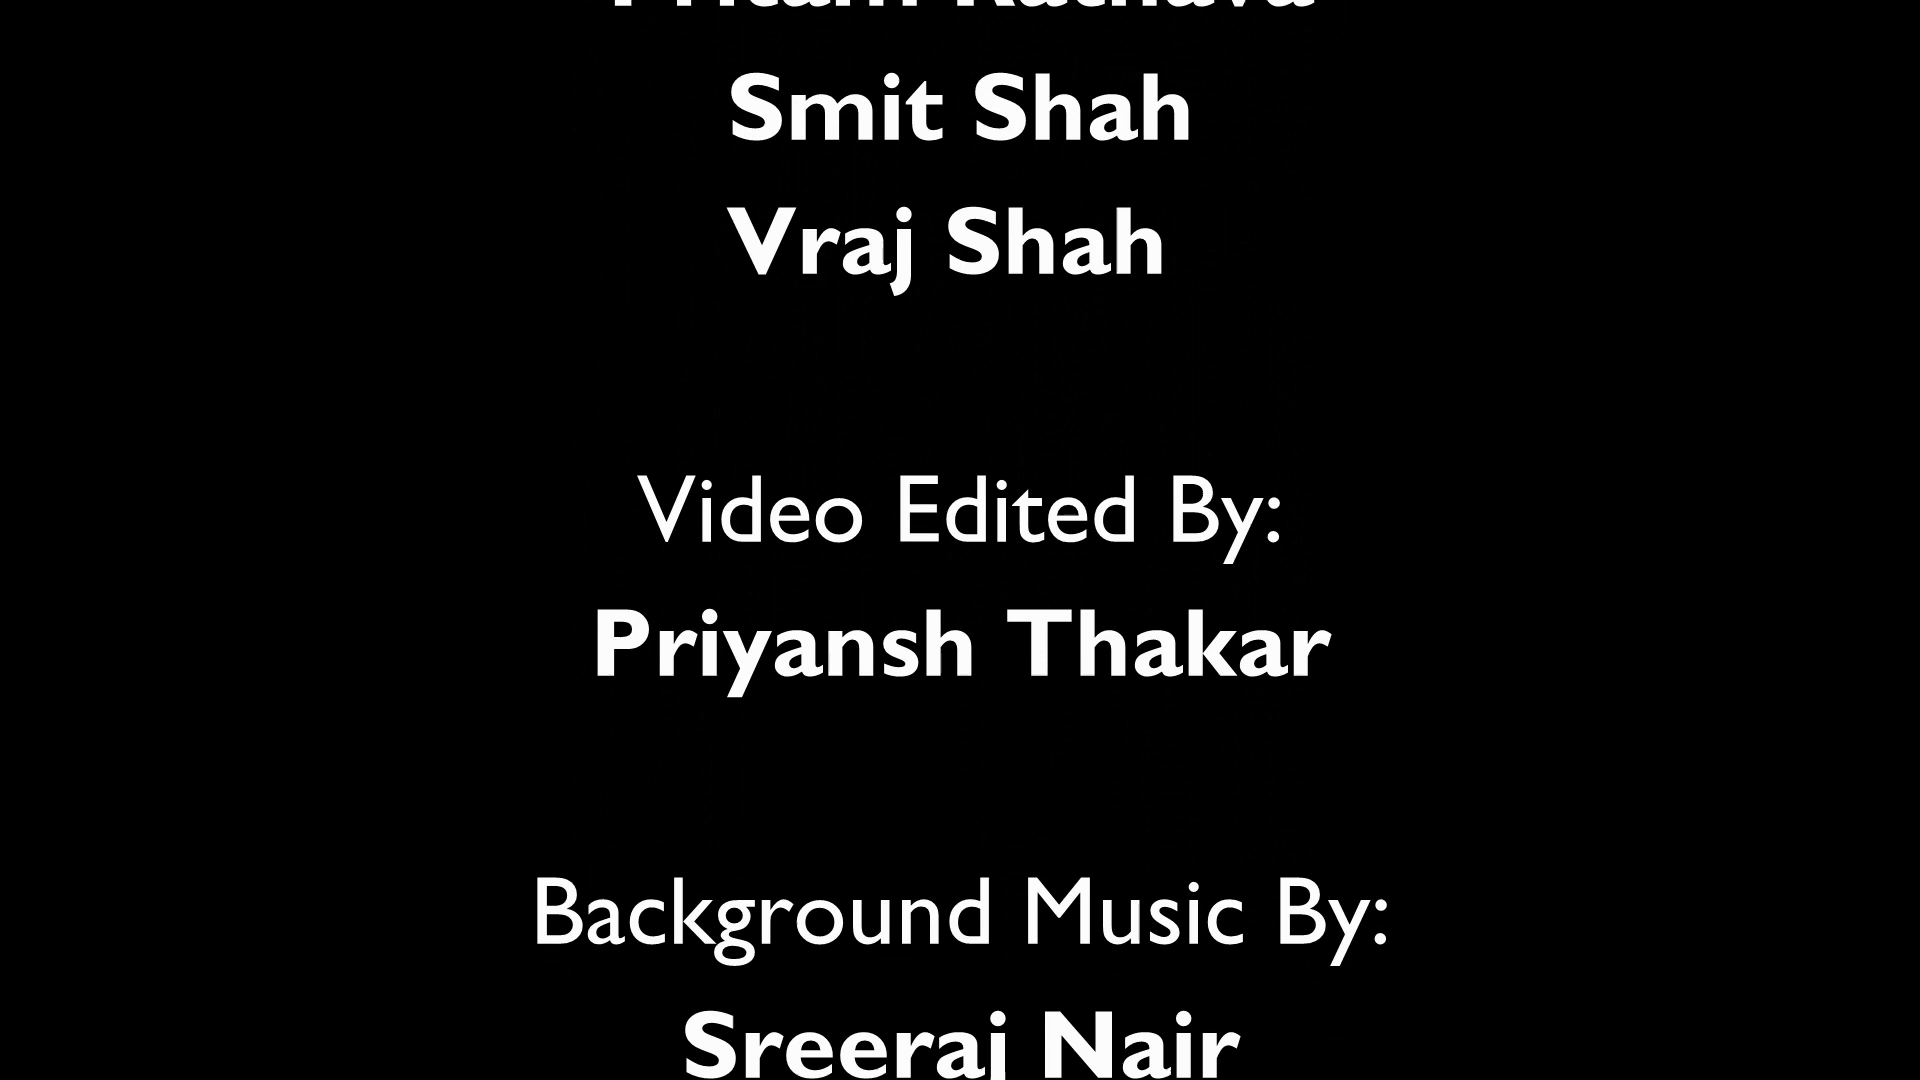 Smit Shah
Vraj Shah
Video Edited By:
Priyansh Thakar
Background Music By:
Sreeraj Nair